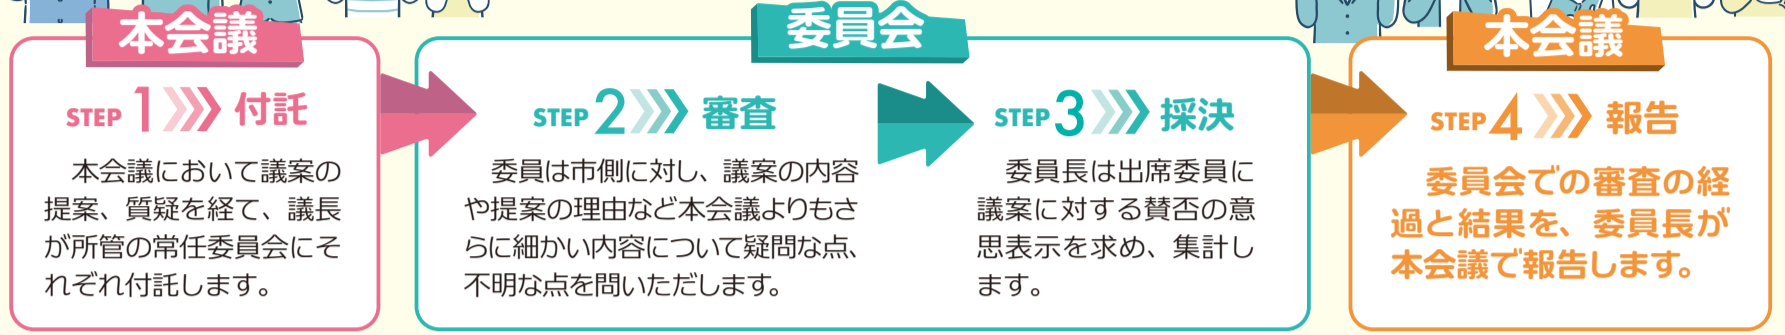 本会議
STEP 1 付託
本会議において議案の
提案、質疑を経て、議長
が所管の常任委員会にそ
れぞれ付託します。
委員会
STEP 2 審査
委員は市側に対し、議案の内容
や提案の理由など本会議よりもさ
らに細かい内容について疑問な点、
不明な点を問いただします。
STEP 3 採決
委員長は出席委員に
議案に対する賛否の意
思表示を求め、集計し
ます。
本会議
STEP 4 報告
委員会での審査の経
過と結果を、委員長が
本会議で報告します。